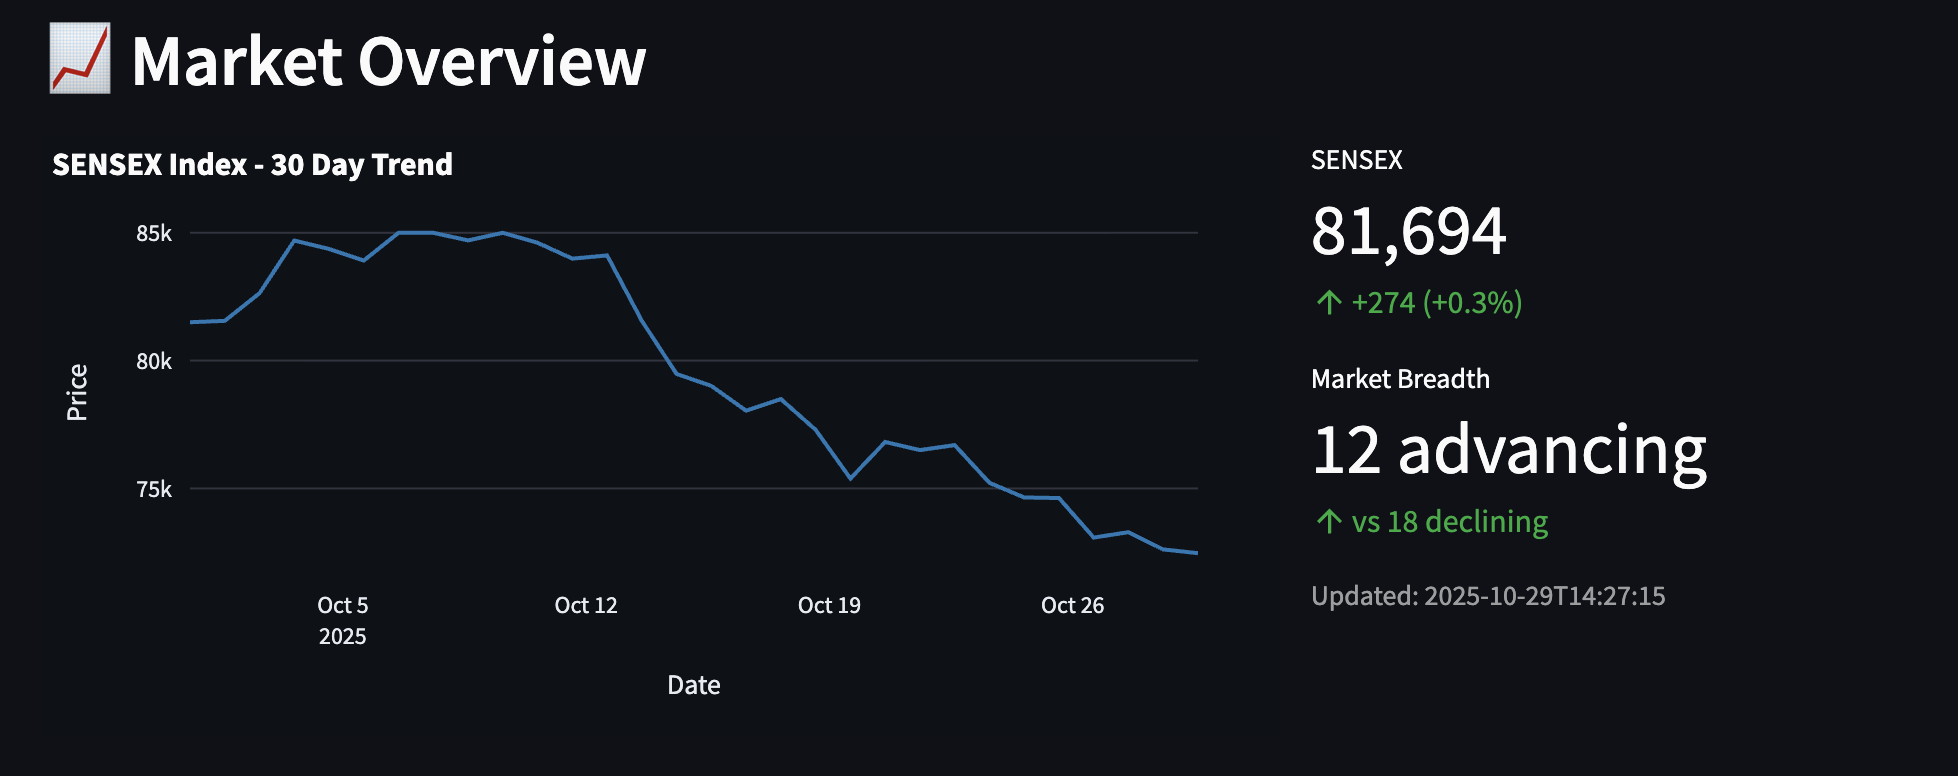 Market Overview
SENSEX Index - 30 Day Trend
85k
80k
75k
Price
Oct 5
2025
Oct 12
Oct 19
Oct 26
Date
SENSEX
81,694
↑ +274 (+0.3%)
Market Breadth
12 advancing
↑ vs 18 declining
Updated: 2025-10-29T14:27:15